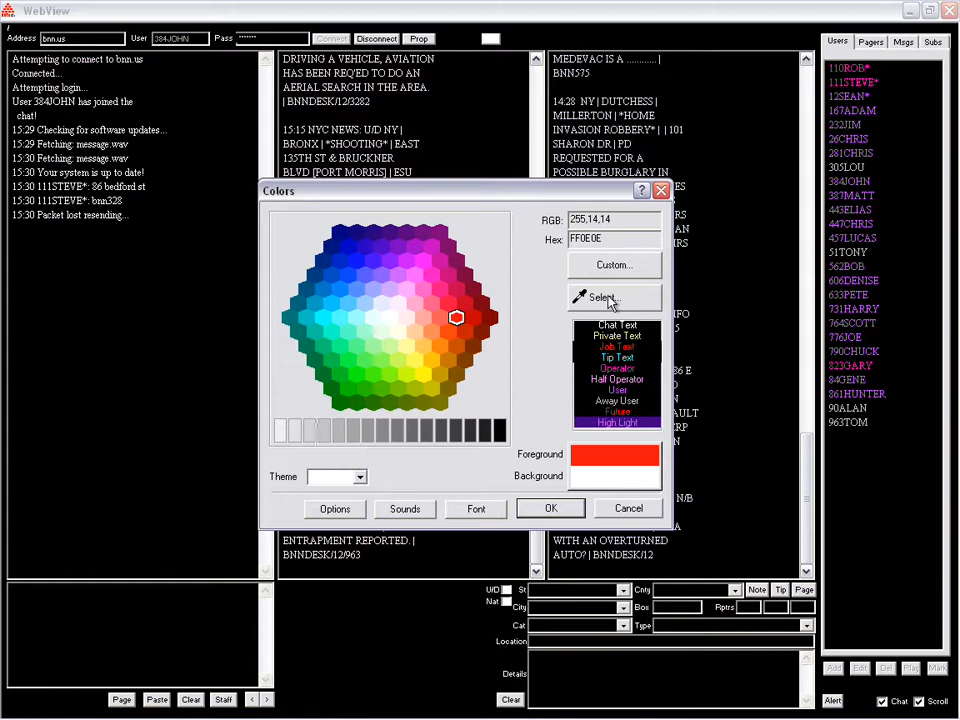 WebView
Address bnn.us User 384JOHN Pass ******* Connect Disconnect Prop
Attempting to connect to bnn.us
Connected...
Attempting login...
User 384JOHN has joined the
chat!
15:29 Checking for software updates...
15:29 Fetching: message.wav
15:30 Fetching: message.wav
15:30 Your system is up to date!
15:30 111STEVE*: 86 bedford st
15:30 111STEVE*: bnn328
15:30 Packet lost resending...
DRIVING A VEHICLE, AVIATION
HAS BEEN REQ'ED TO DO AN
AERIAL SEARCH IN THE AREA.
| BNNDESK/12/3282
15:15 NYC NEWS: U/D NY |
BRONX | *SHOOTING* | EAST
135TH ST & BRUCKNER
BLVD [PORT MORRIS] | ESU
ENTRAPMENT REPORTED. |
BNNDESK/12/963
MEDEVAC IS A ............ |
BNN575
14:28 NY | DUTCHESS |
MILLERTON | *HOME
INVASION ROBBERY* | | 101
SHARON DR | PD
REQUESTED FOR A
POSSIBLE BURGLARY IN
WITH AN OVERTURNED
AUTO? | BNNDESK/12
Users Pagers Msgs Subs
110ROB*
111STEVE*
12SEAN*
167ADAM
232JIM
26CHRIS
281CHRIS
305LOU
384JOHN
387MATT
443ELIAS
447CHRIS
457LUCAS
51TONY
562BOB
606DENISE
633PETE
731HARRY
764SCOTT
776JOE
790CHUCK
823GARY
84GENE
861HUNTER
90ALAN
963TOM
Colors
RGB: 255,14,14
Hex: FF0E0E
Custom...
Select...
Chat Text
Private Text
Job Text
Tip Text
Operator
Half Operator
User
Away User
Future
High Light
Foreground
Background
Theme
Options Sounds Font OK Cancel
U/D St Cnty Note Tip Page
Nat City Box Rptrs
Cat Type
Location
Details
Page Paste Clear Staff < > Clear
Add Edit Del Play Mark
Alert Chat Scroll